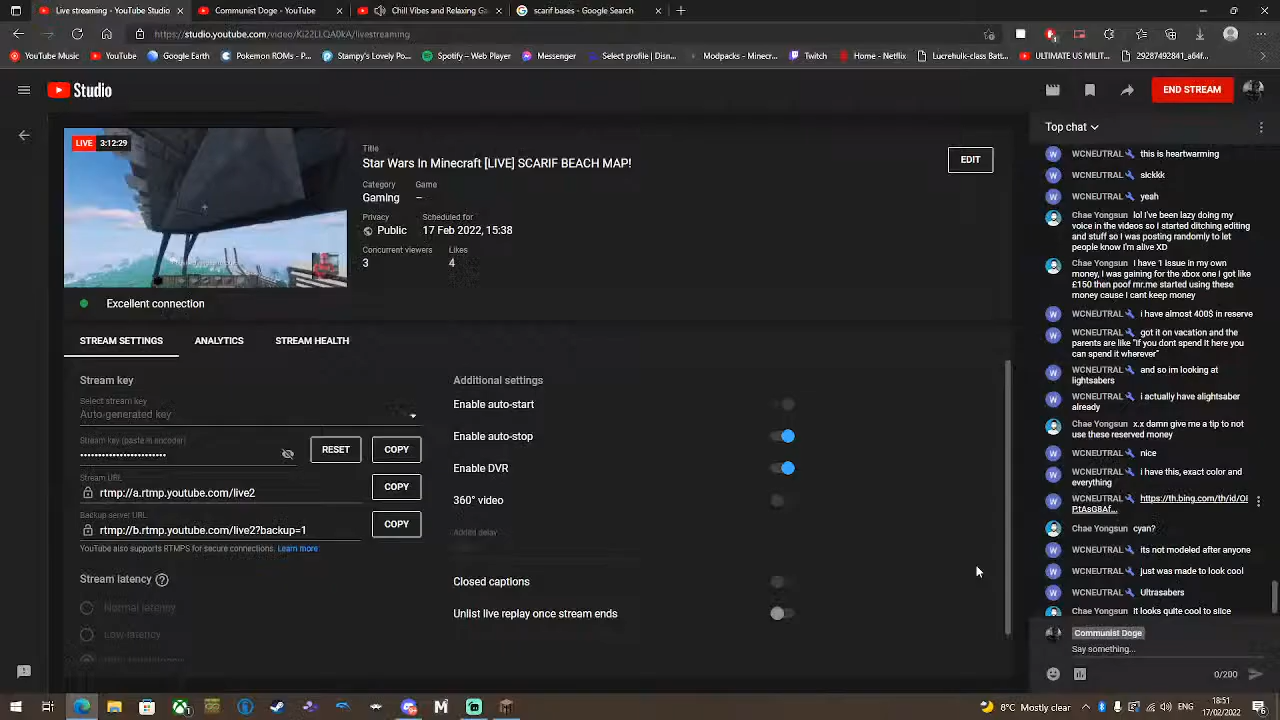 Live streaming - YouTube Studio
Communist Doge - YouTube
Chill Vibes and Relaxing Ga
scarif bases - Google Search
https://studio.youtube.com/video/Ki22LLQA0kA/livestreaming
YouTube Music
YouTube
Google Earth
Pokemon ROMs - P...
Stampy's Lovely Po...
Spotify – Web Player
Messenger
Select profile | Disn...
Modpacks - Minecr...
Twitch
Home - Netflix
Lucrehulk-class Batt...
ULTIMATE US MILIT...
29287492841_a64f...
Studio
END STREAM
LIVE 3:12:29
Title
Star Wars In Minecraft [LIVE] SCARIF BEACH MAP!
EDIT
Category
Game
Gaming
–
Privacy
Scheduled for
Public
17 Feb 2022, 15:38
Concurrent viewers
Likes
3
4
Excellent connection
STREAM SETTINGS
ANALYTICS
STREAM HEALTH
Stream key
Select stream key
Auto-generated key
Stream key (paste in encoder)
••••••••••••••••••••••••
RESET
COPY
Stream URL
rtmp://a.rtmp.youtube.com/live2
COPY
Backup server URL
rtmp://b.rtmp.youtube.com/live2?backup=1
COPY
YouTube also supports RTMPS for secure connections. Learn more
Stream latency
Normal latency
Low-latency
Additional settings
Enable auto-start
Enable auto-stop
Enable DVR
360° video
Added delay
Closed captions
Unlist live replay once stream ends
Top chat
WCNEUTRAL this is heartwarming
WCNEUTRAL sickkk
WCNEUTRAL yeah
Chae Yongsun lol I've been lazy doing my
voice in the videos so I started ditching editing
and stuff so I was posting randomly to let
people know I'm alive XD
Chae Yongsun I have 1 issue in my own
money, I was gaining for the xbox one I got like
£150 then poof mr.me started using these
money cause I cant keep money
WCNEUTRAL i have almost 400$ in reserve
WCNEUTRAL got it on vacation and the
parents are like "If you dont spend it here you
can spend it wherever"
WCNEUTRAL and so im looking at
lightsabers
WCNEUTRAL i actually have alightsaber
already
Chae Yongsun x.x damn give me a tip to not
use these reserved money
WCNEUTRAL nice
WCNEUTRAL i have this, exact color and
everything
WCNEUTRAL https://th.bing.com/th/id/OI
PtAsG8Af...
Chae Yongsun cyan?
WCNEUTRAL its not modeled after anyone
WCNEUTRAL just was made to look cool
WCNEUTRAL Ultrasabers
Chae Yongsun it looks quite cool to slice
Communist Doge
Say something...
0/200
8°C Mostly clear
18:51
17/02/2022